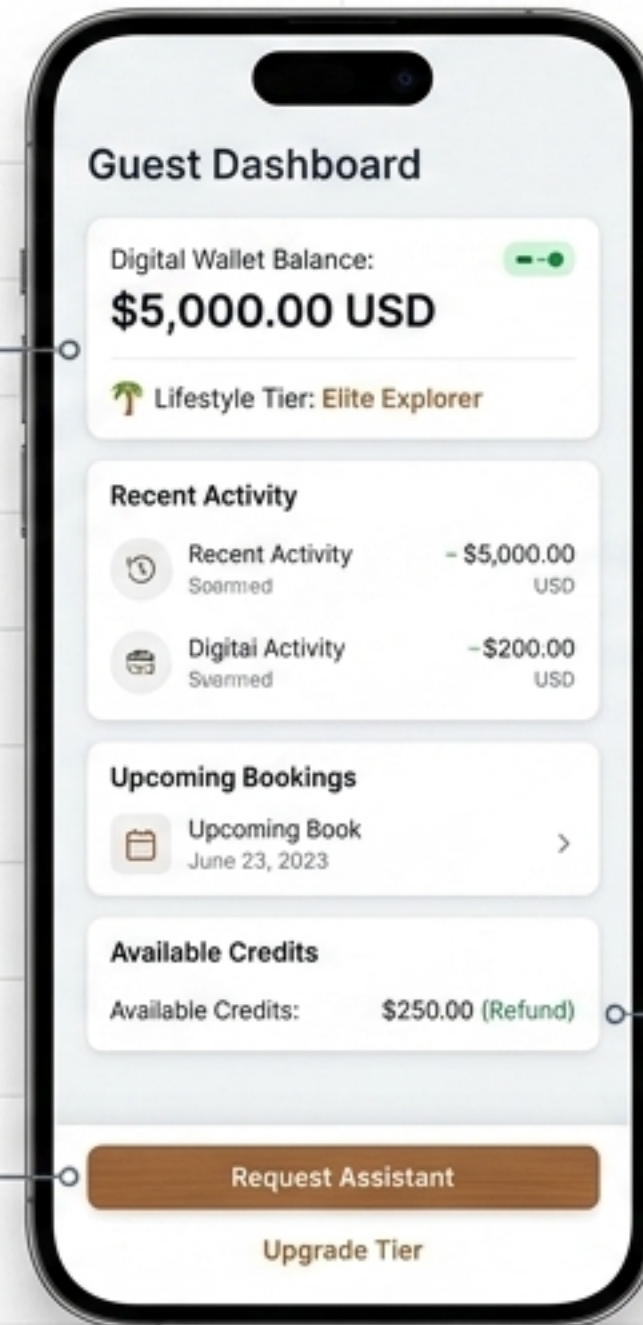 Guest Dashboard
Digital Wallet Balance:
$5,000.00 USD
🌴 Lifestyle Tier: Elite Explorer
Recent Activity
Recent Activity - $5,000.00
Soarmed USD
Digitai Activity -$200.00
Svarmed USD
Upcoming Bookings
Upcoming Book
June 23, 2023
Available Credits
Available Credits: $250.00 (Refund)
Request Assistant
Upgrade Tier